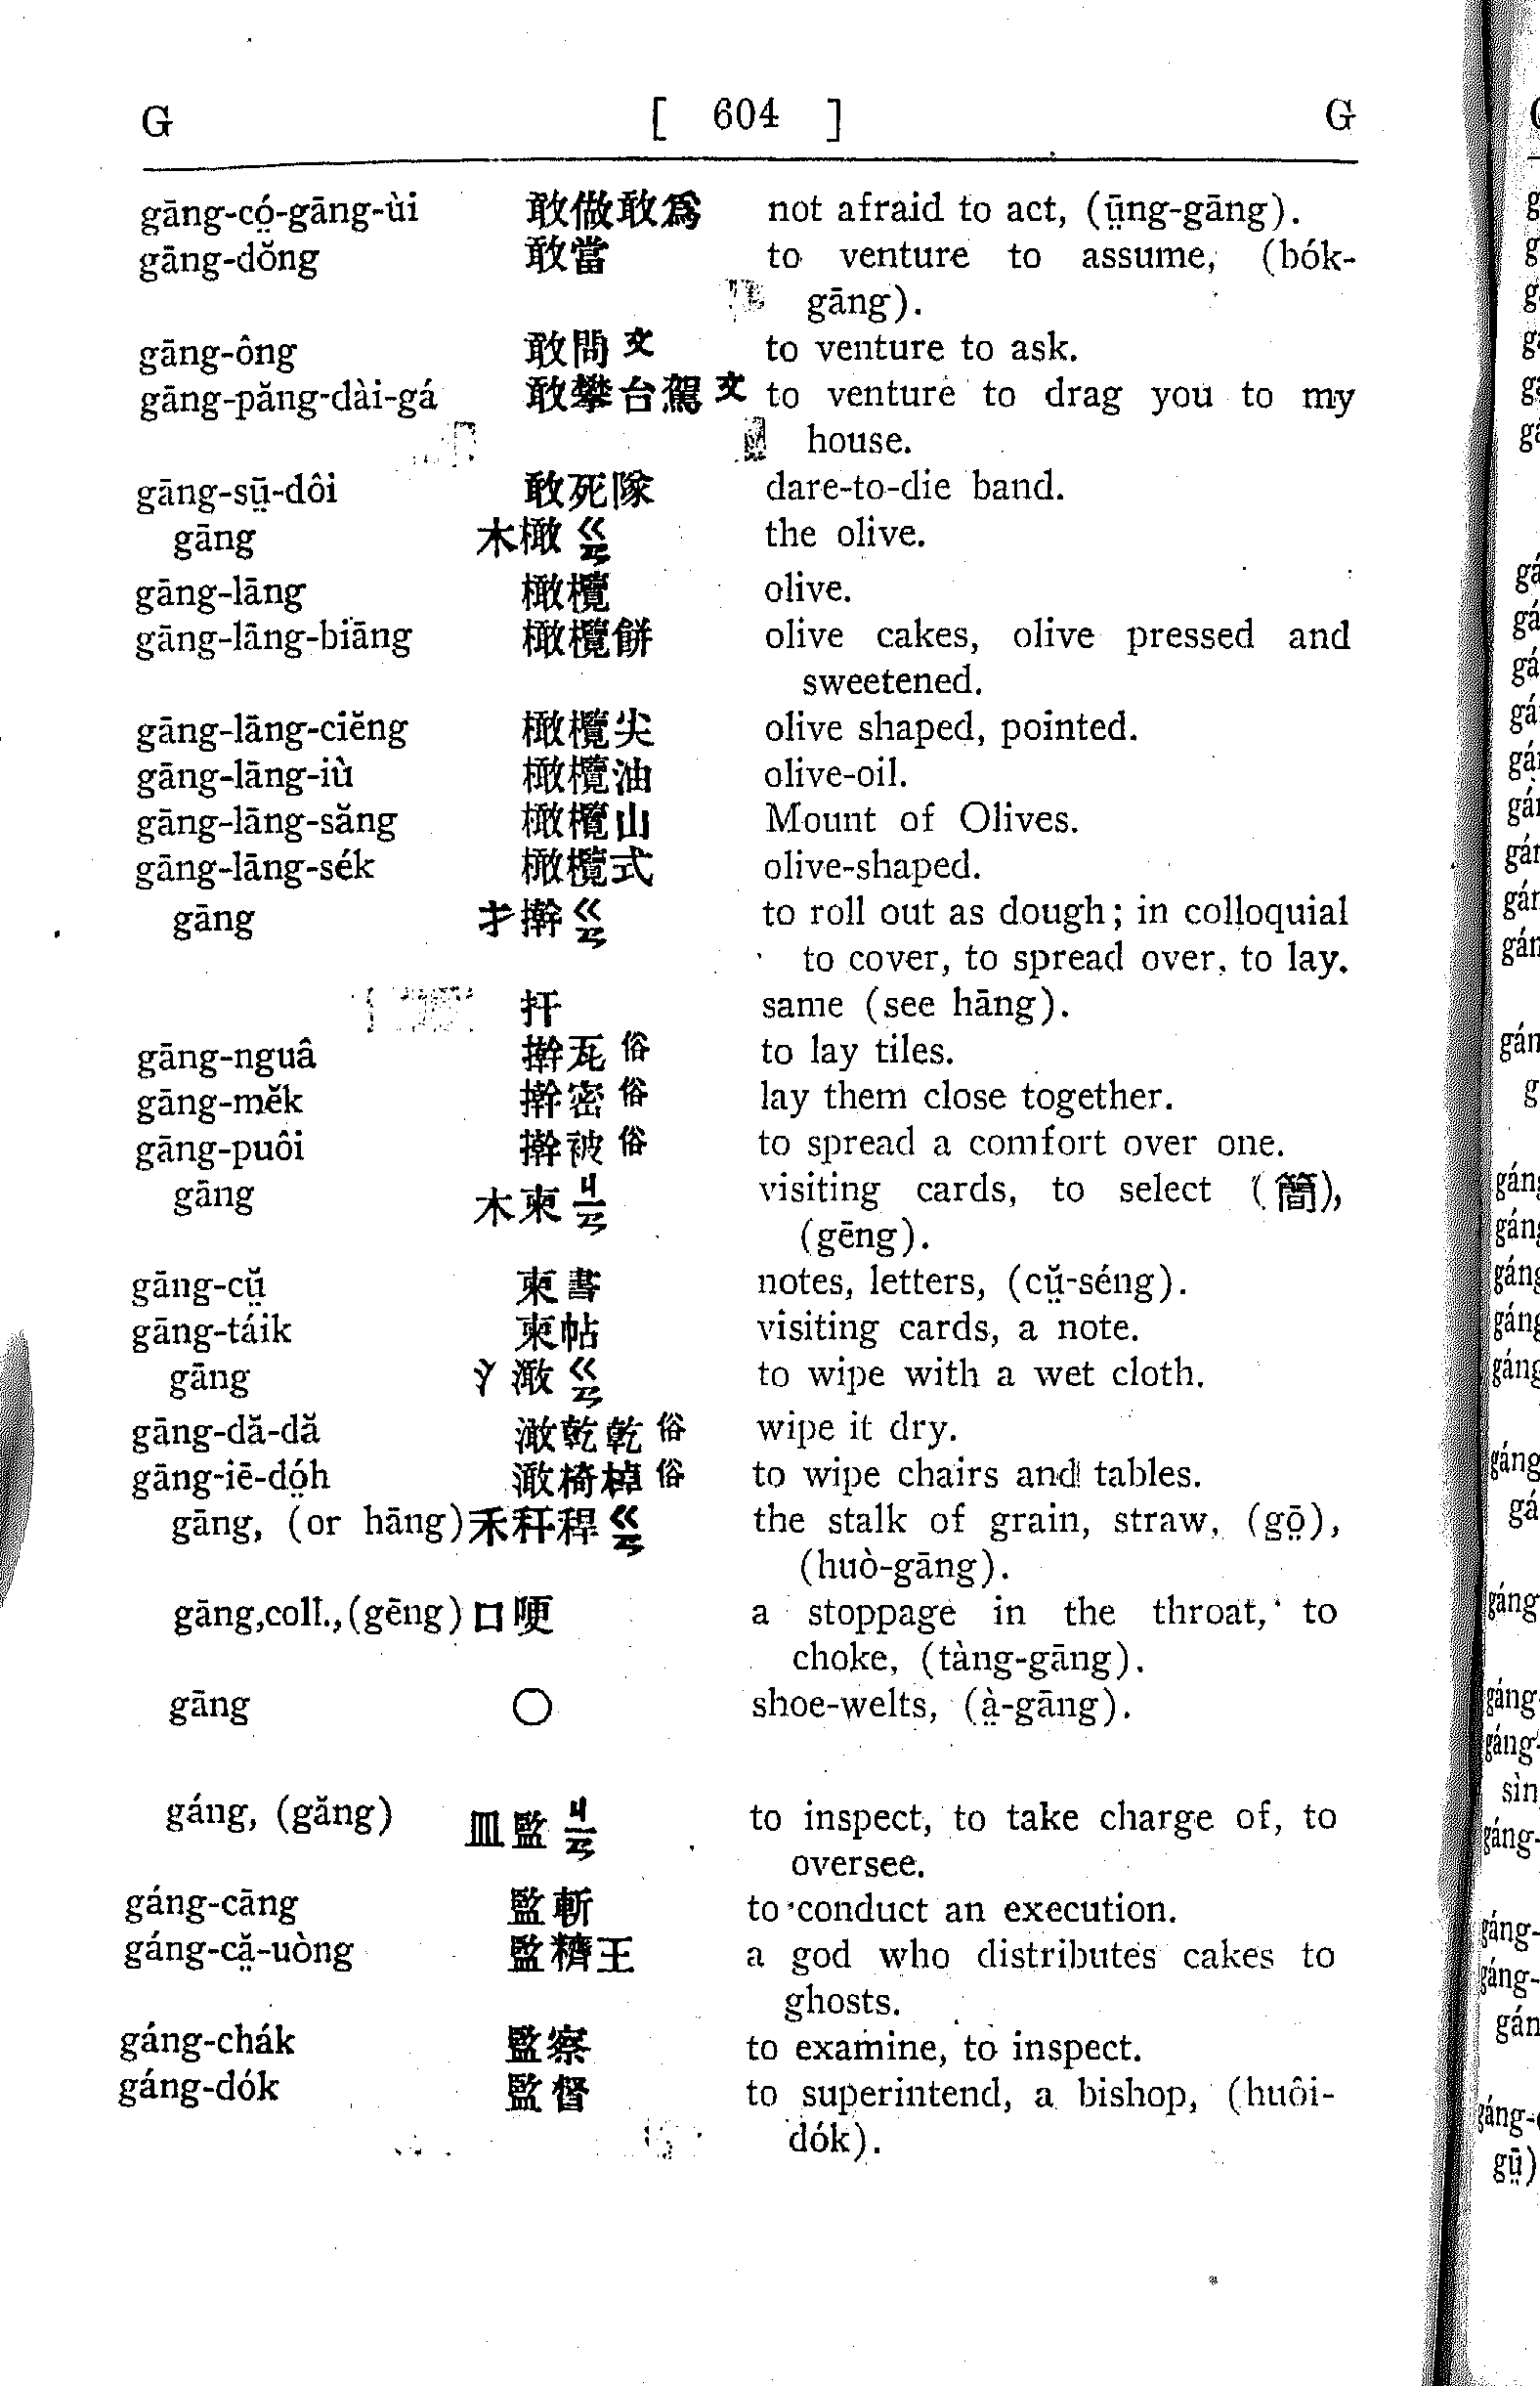 G [ 604 ] G
gāng-có̤-gāng-ùi 敢做敢爲 not afraid to act, (ṳ̄ng-gāng).
gāng-dŏng 敢當 to venture to assume, (bók-
gāng).
gāng-ông 敢問 文 to venture to ask.
gāng-păng-dài-gá 敢攀台駕 文 to venture to drag you to my
house.
gāng-sṳ̄-dôi 敢死隊 dare-to-die band.
gāng 木橄 ㄍㄢ the olive.
gāng-lāng 橄欖 olive.
gāng-lāng-biāng 橄欖餅 olive cakes, olive pressed and
sweetened.
gāng-lāng-ciĕng 橄欖尖 olive shaped, pointed.
gāng-lāng-iù 橄欖油 olive-oil.
gāng-lāng-săng 橄欖山 Mount of Olives.
gāng-lāng-sék 橄欖式 olive-shaped.
gāng 扌擀 ㄍㄢ to roll out as dough; in colloquial
to cover, to spread over, to lay.
扞 same (see hāng).
gāng-nguâ 擀瓦 俗 to lay tiles.
gāng-mĕk 擀密 俗 lay them close together.
gāng-puôi 擀被 俗 to spread a comfort over one.
gāng 木柬 ㄐㄢ visiting cards, to select (簡),
(gēng).
gāng-cṳ̆ 柬書 notes, letters, (cṳ̆-séng).
gāng-táik 柬帖 visiting cards, a note.
gāng 氵澉 ㄍㄢ to wipe with a wet cloth.
gāng-dă-dă 澉乾乾 俗 wipe it dry.
gāng-iē-dó̤h 澉椅棹 俗 to wipe chairs and tables.
gāng, (or hāng) 禾秆稈 ㄍㄢ the stalk of grain, straw, (gō̤),
(huò-gāng).
gāng, coll., (gēng) 口哽 a stoppage in the throat, to
choke, (tàng-gāng).
gāng ○ shoe-welts, (à̤-gāng).
gáng, (găng) 皿監 ㄐㄢ to inspect, to take charge of, to
oversee.
gáng-cāng 監斬 to conduct an execution.
gáng-că̤-uòng 監穧王 a god who distributes cakes to
ghosts.
gáng-chák 監察 to examine, to inspect.
gáng-dók 監督 to superintend, a bishop, (huôi-
dók).